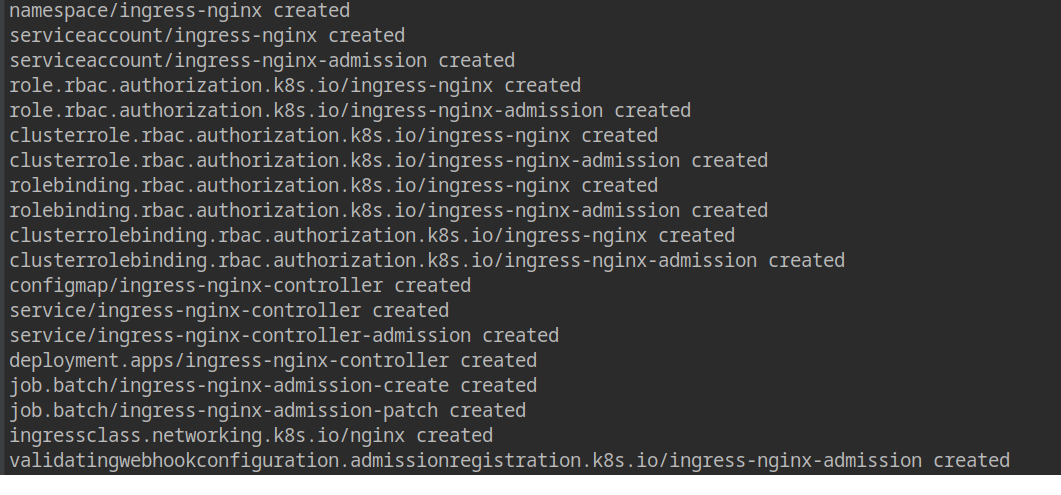 namespace/ingress-nginx created
serviceaccount/ingress-nginx created
serviceaccount/ingress-nginx-admission created
role.rbac.authorization.k8s.io/ingress-nginx created
role.rbac.authorization.k8s.io/ingress-nginx-admission created
clusterrole.rbac.authorization.k8s.io/ingress-nginx created
clusterrole.rbac.authorization.k8s.io/ingress-nginx-admission created
rolebinding.rbac.authorization.k8s.io/ingress-nginx created
rolebinding.rbac.authorization.k8s.io/ingress-nginx-admission created
clusterrolebinding.rbac.authorization.k8s.io/ingress-nginx created
clusterrolebinding.rbac.authorization.k8s.io/ingress-nginx-admission created
configmap/ingress-nginx-controller created
service/ingress-nginx-controller created
service/ingress-nginx-controller-admission created
deployment.apps/ingress-nginx-controller created
job.batch/ingress-nginx-admission-create created
job.batch/ingress-nginx-admission-patch created
ingressclass.networking.k8s.io/nginx created
validatingwebhookconfiguration.admissionregistration.k8s.io/ingress-nginx-admission created